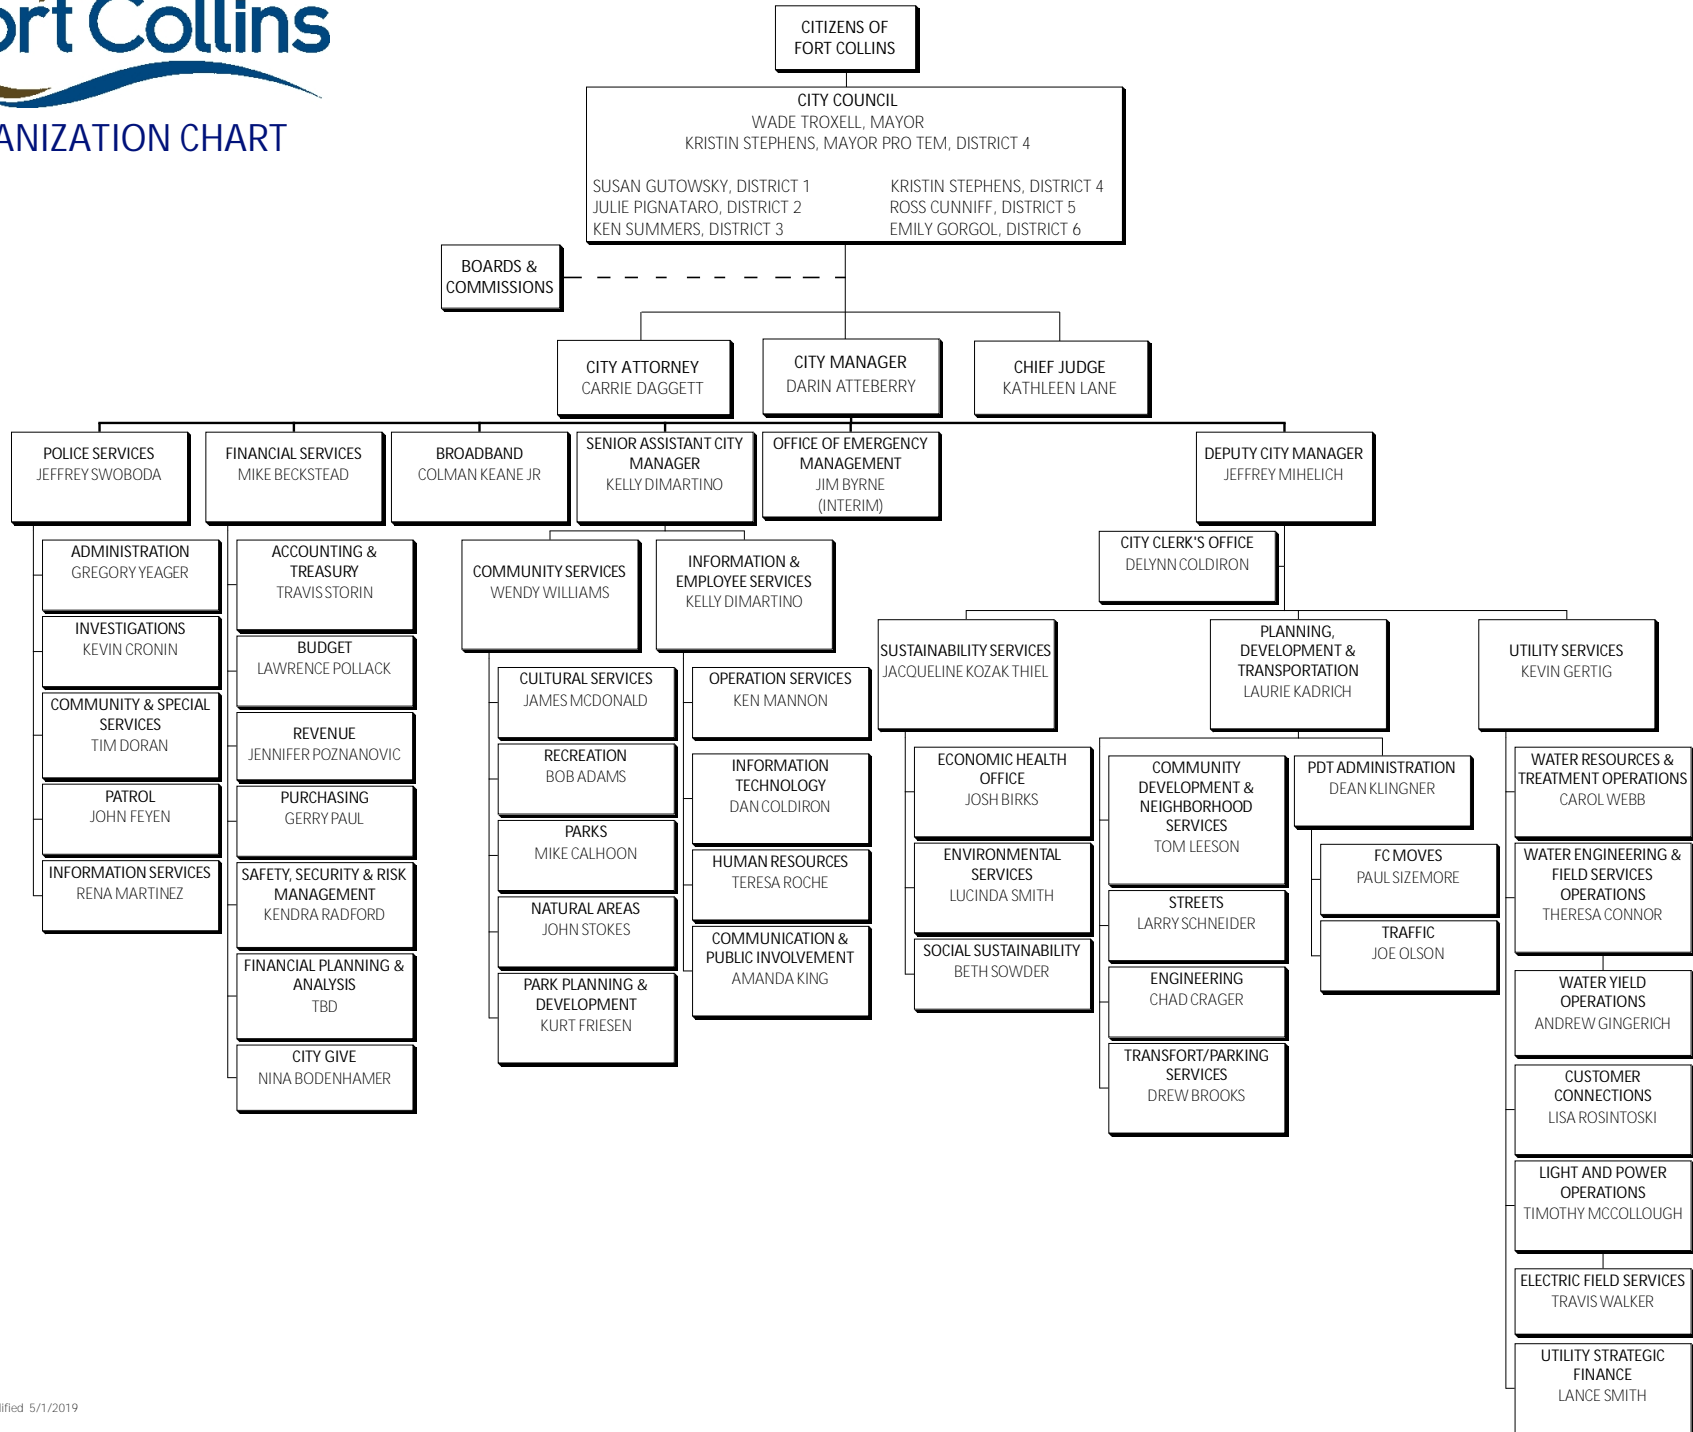 ort Collins
ANIZATION CHART
CITIZENS OF
FORT COLLINS
CITY COUNCIL
WADE TROXELL, MAYOR
KRISTIN STEPHENS, MAYOR PRO TEM, DISTRICT 4
SUSAN GUTOWSKY, DISTRICT 1
JULIE PIGNATARO, DISTRICT 2
KEN SUMMERS, DISTRICT 3
KRISTIN STEPHENS, DISTRICT 4
ROSS CUNNIFF, DISTRICT 5
EMILY GORGOL, DISTRICT 6
BOARDS &
COMMISSIONS
CITY ATTORNEY
CARRIE DAGGETT
CITY MANAGER
DARIN ATTEBERRY
CHIEF JUDGE
KATHLEEN LANE
POLICE SERVICES
JEFFREY SWOBODA
FINANCIAL SERVICES
MIKE BECKSTEAD
BROADBAND
COLMAN KEANE JR
SENIOR ASSISTANT CITY
MANAGER
KELLY DIMARTINO
OFFICE OF EMERGENCY
MANAGEMENT
JIM BYRNE
(INTERIM)
DEPUTY CITY MANAGER
JEFFREY MIHELICH
ADMINISTRATION
GREGORY YEAGER
INVESTIGATIONS
KEVIN CRONIN
COMMUNITY & SPECIAL
SERVICES
TIM DORAN
PATROL
JOHN FEYEN
INFORMATION SERVICES
RENA MARTINEZ
ACCOUNTING &
TREASURY
TRAVIS STORIN
BUDGET
LAWRENCE POLLACK
REVENUE
JENNIFER POZNANOVIC
PURCHASING
GERRY PAUL
SAFETY, SECURITY & RISK
MANAGEMENT
KENDRA RADFORD
FINANCIAL PLANNING &
ANALYSIS
TBD
CITY GIVE
NINA BODENHAMER
COMMUNITY SERVICES
WENDY WILLIAMS
CULTURAL SERVICES
JAMES MCDONALD
RECREATION
BOB ADAMS
PARKS
MIKE CALHOON
NATURAL AREAS
JOHN STOKES
PARK PLANNING &
DEVELOPMENT
KURT FRIESEN
INFORMATION &
EMPLOYEE SERVICES
KELLY DIMARTINO
OPERATION SERVICES
KEN MANNON
INFORMATION
TECHNOLOGY
DAN COLDIRON
HUMAN RESOURCES
TERESA ROCHE
COMMUNICATION &
PUBLIC INVOLVEMENT
AMANDA KING
CITY CLERK'S OFFICE
DELYNN COLDIRON
SUSTAINABILITY SERVICES
JACQUELINE KOZAK THIEL
ECONOMIC HEALTH
OFFICE
JOSH BIRKS
ENVIRONMENTAL
SERVICES
LUCINDA SMITH
SOCIAL SUSTAINABILITY
BETH SOWDER
PLANNING,
DEVELOPMENT &
TRANSPORTATION
LAURIE KADRICH
COMMUNITY
DEVELOPMENT &
NEIGHBORHOOD
SERVICES
TOM LEESON
STREETS
LARRY SCHNEIDER
ENGINEERING
CHAD CRAGER
TRANSFORT/PARKING
SERVICES
DREW BROOKS
PDT ADMINISTRATION
DEAN KLINGNER
FC MOVES
PAUL SIZEMORE
TRAFFIC
JOE OLSON
UTILITY SERVICES
KEVIN GERTIG
WATER RESOURCES &
TREATMENT OPERATIONS
CAROL WEBB
WATER ENGINEERING &
FIELD SERVICES
OPERATIONS
THERESA CONNOR
WATER YIELD
OPERATIONS
ANDREW GINGERICH
CUSTOMER
CONNECTIONS
LISA ROSINTOSKI
LIGHT AND POWER
OPERATIONS
TIMOTHY MCCOLLOUGH
ELECTRIC FIELD SERVICES
TRAVIS WALKER
UTILITY STRATEGIC
FINANCE
LANCE SMITH
ified 5/1/2019